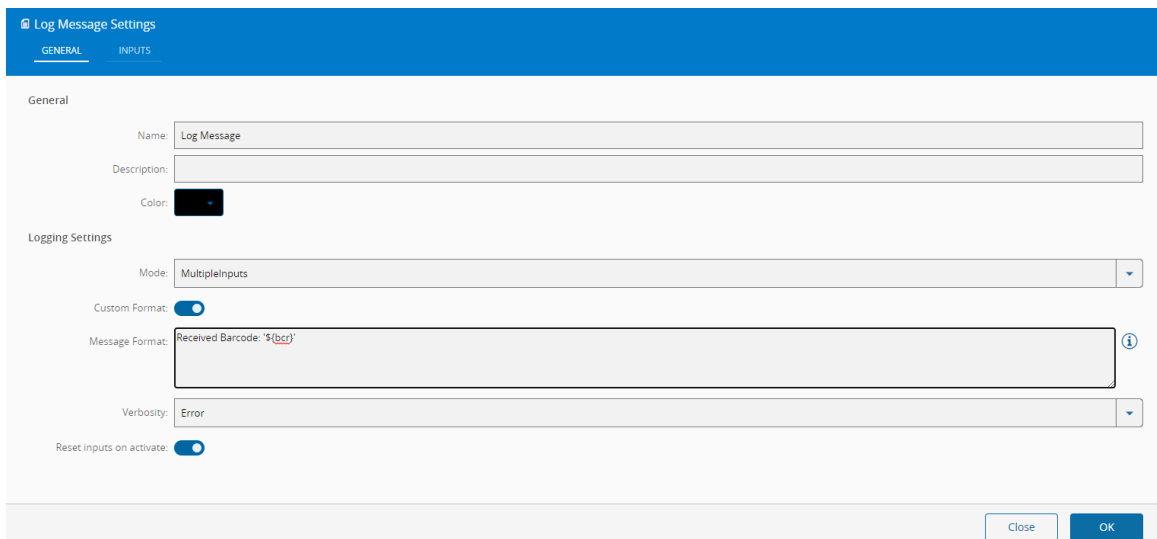 Log Message Settings
GENERAL INPUTS
General
Name: Log Message
Description:
Color:
Logging Settings
Mode: MultipleInputs
Custom Format:
Message Format: Received Barcode: '${bcr}'
Verbosity: Error
Reset inputs on activate:
Close OK